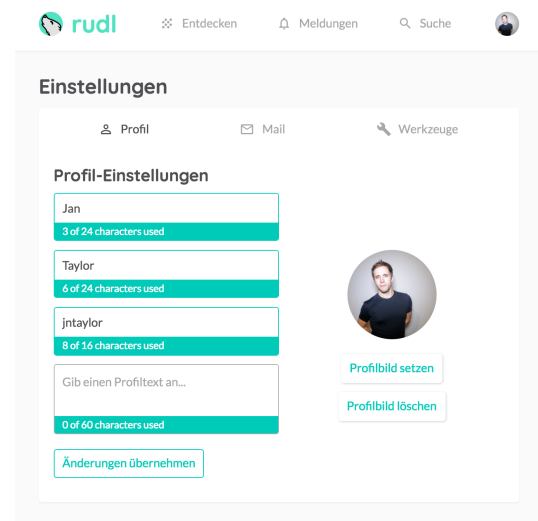 rudl
Entdecken
Meldungen
Suche
Einstellungen
Profil
Mail
Werkzeuge
Profil-Einstellungen
Jan
3 of 24 characters used
Taylor
6 of 24 characters used
jntaylor
8 of 16 characters used
Gib einen Profiltext an...
0 of 60 characters used
Änderungen übernehmen
Profilbild setzen
Profilbild löschen